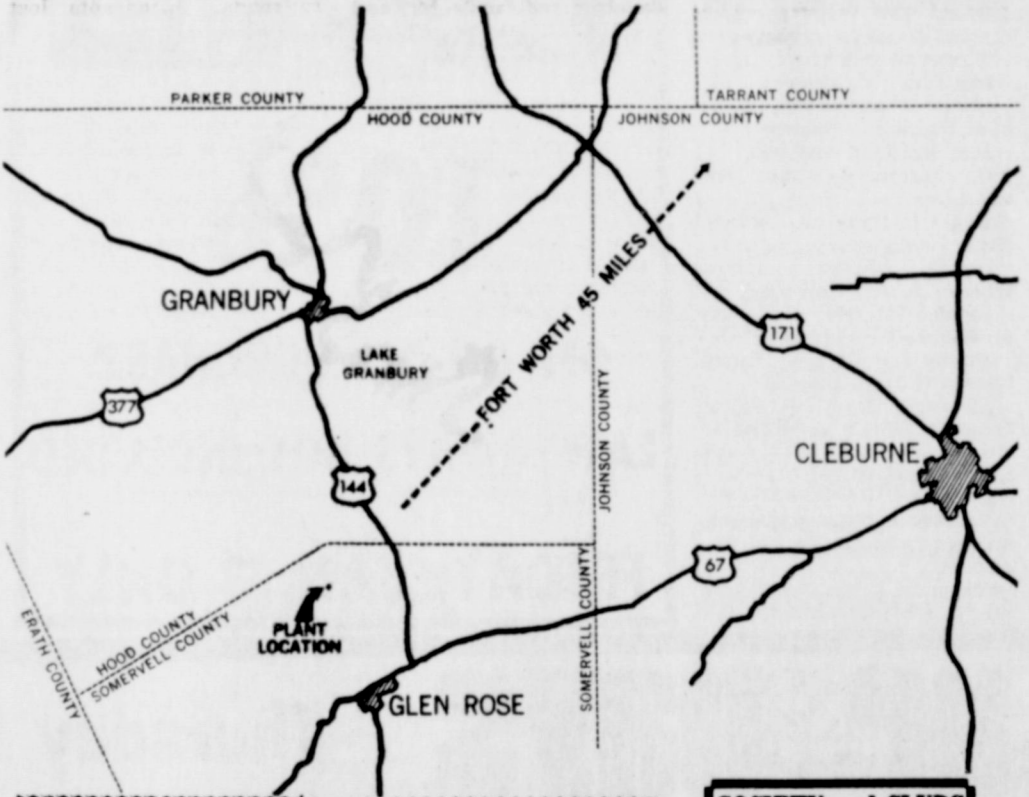 PARKER COUNTY
TARRANT COUNTY
HOOD COUNTY
JOHNSON COUNTY
GRANBURY
LAKE
GRANBURY
FORT WORTH 45 MILES
171
377
JOHNSON COUNTY
CLEBURNE
144
67
ERATH COUNTY
HOOD COUNTY
SOMERVELL COUNTY
PLANT
LOCATION
SOMERVELL COUNTY
GLEN ROSE